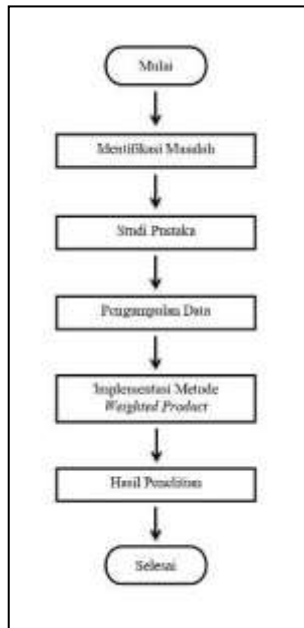 Mulai
Identifikasi Masalah
Studi Pustaka
Pengumpulan Data
Implementasi Metode
Weighted Product
Hasil Penelitian
Selesai